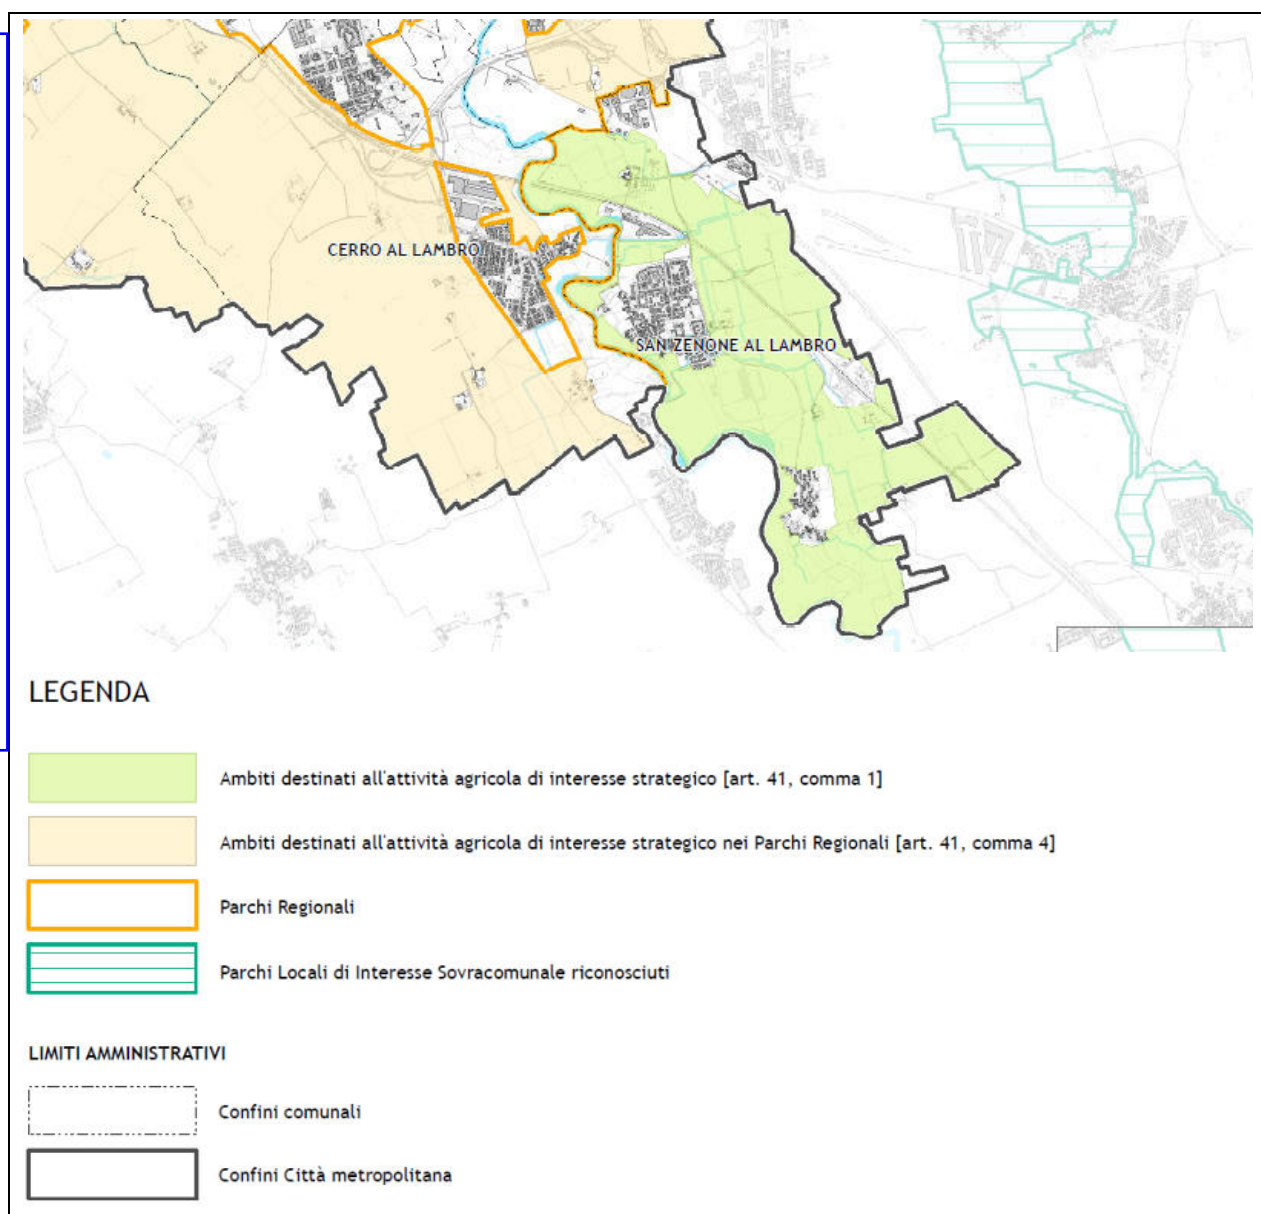 CERRO AL LAMBRO
SAN ZENONE AL LAMBRO
LEGENDA
Ambiti destinati all'attività agricola di interesse strategico [art. 41, comma 1]
Ambiti destinati all'attività agricola di interesse strategico nei Parchi Regionali [art. 41, comma 4]
Parchi Regionali
Parchi Locali di Interesse Sovracomunale riconosciuti
LIMITI AMMINISTRATIVI
Confini comunali
Confini Città metropolitana